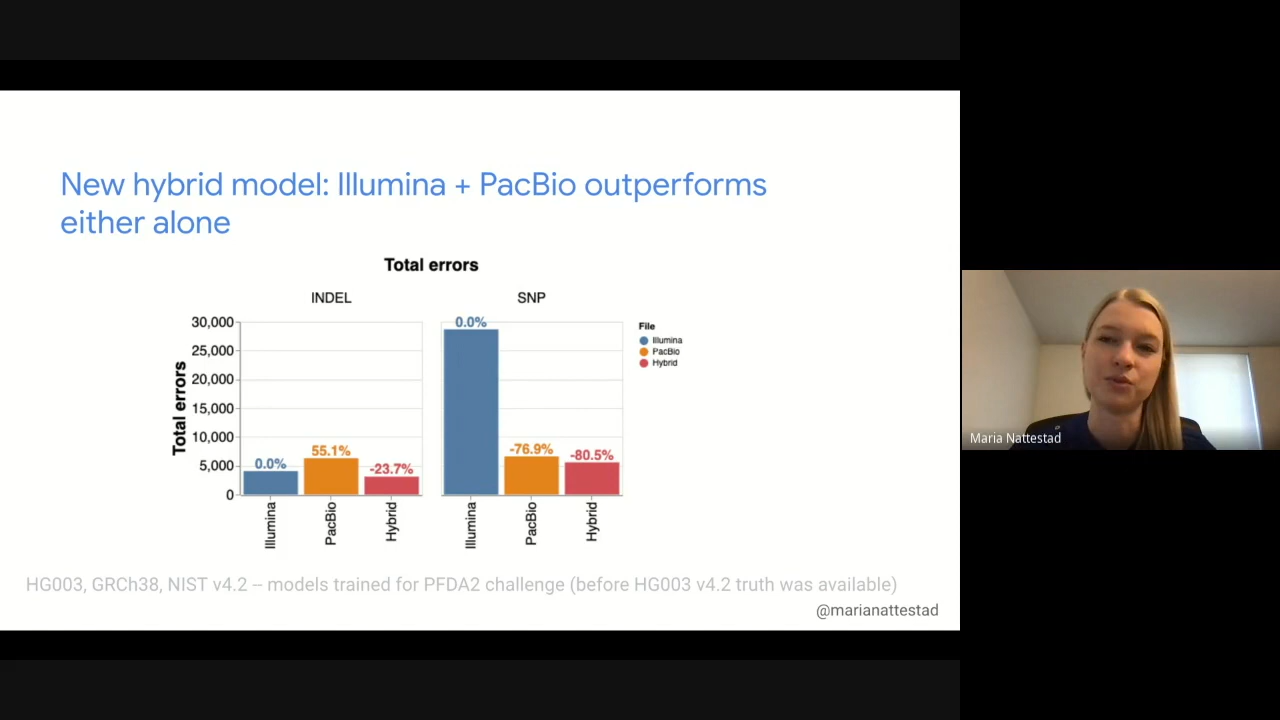 New hybrid model: Illumina + PacBio outperforms
either alone
Total errors
INDEL
SNP
Total errors
30,000
25,000
20,000
15,000
10,000
5,000
0
0.0%
55.1%
-23.7%
0.0%
-76.9%
-80.5%
Illumina
PacBio
Hybrid
Illumina
PacBio
Hybrid
File
Illumina
PacBio
Hybrid
HG003, GRCh38, NIST v4.2 – models trained for PFDA2 challenge (before HG003 v4.2 truth was available)
@marianattestad
Maria Nattestad